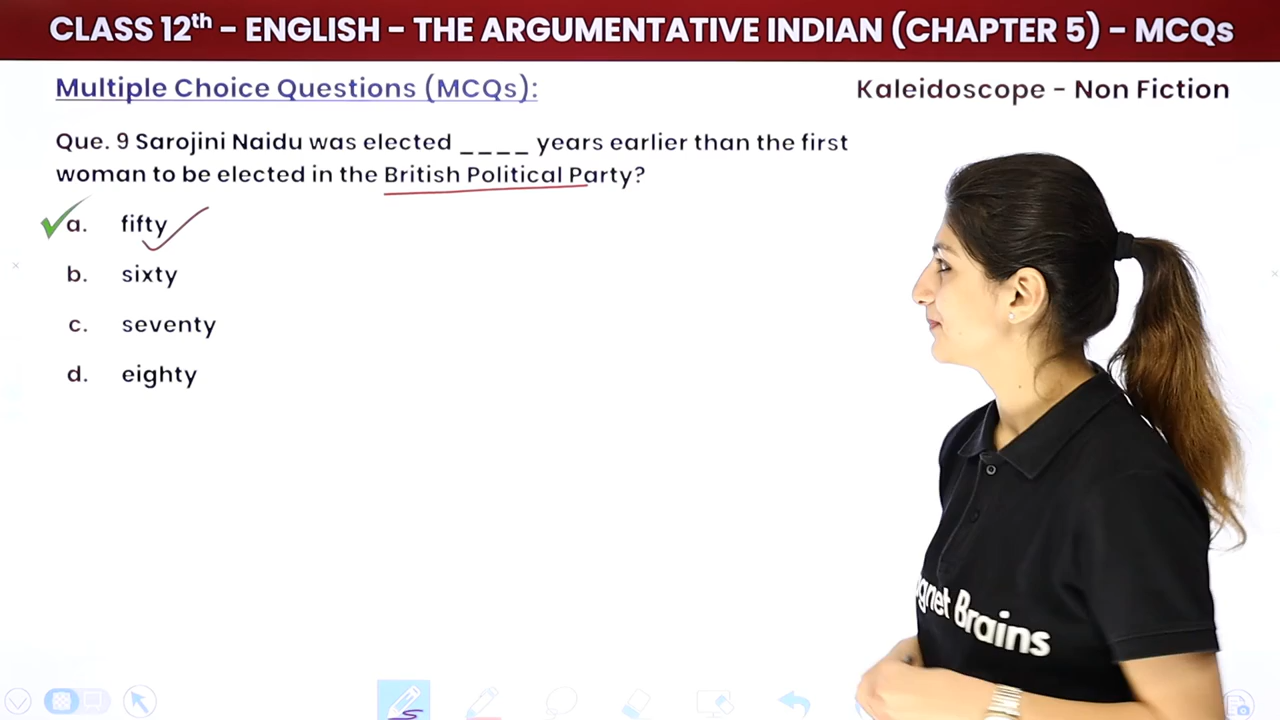 CLASS 12th – ENGLISH – THE ARGUMENTATIVE INDIAN (CHAPTER 5) – MCQs
Multiple Choice Questions (MCQs):
Kaleidoscope – Non Fiction
Que. 9 Sarojini Naidu was elected ____ years earlier than the first
woman to be elected in the British Political Party?
a. fifty
b. sixty
c. seventy
d. eighty
gnet Brains